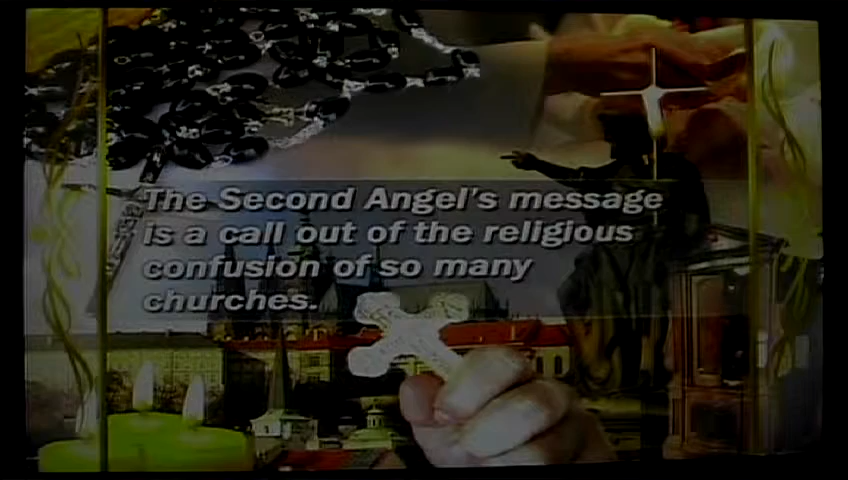 The Second Angel's message
is a call out of the religious
confusion of so many
churches.